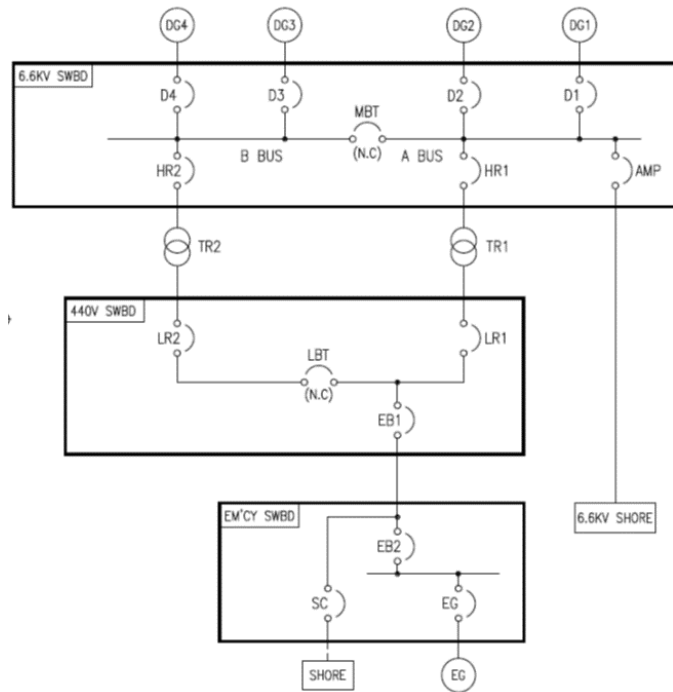 DG4
DG3
DG2
DG1
6.6KV SWBD
D4
D3
D2
D1
MBT
(N.C)
B BUS
A BUS
HR2
HR1
AMP
TR2
TR1
440V SWBD
LR2
LR1
LBT
(N.C)
EB1
EM'CY SWBD
6.6KV SHORE
EB2
SC
EG
SHORE
EG